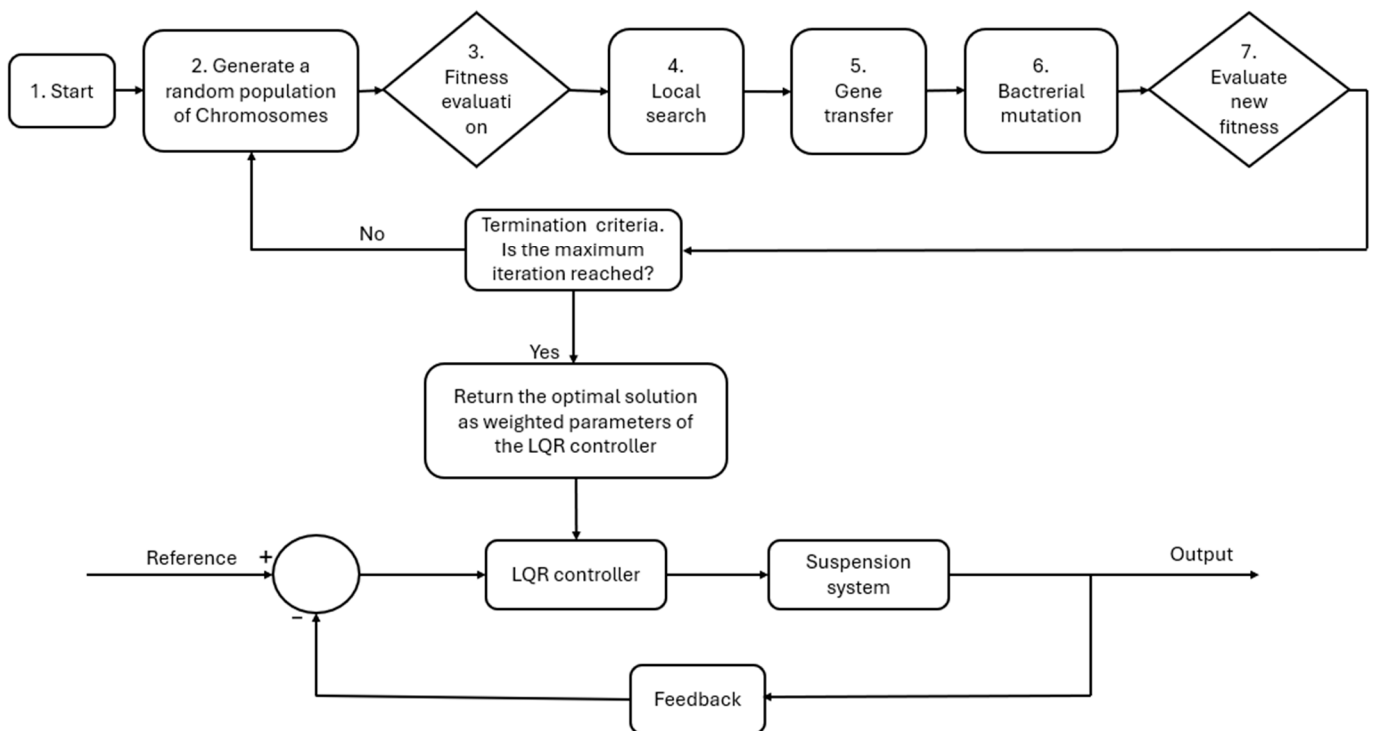 1. Start
2. Generate a
random population
of Chromosomes
3.
Fitness
evaluati
on
4.
Local
search
5.
Gene
transfer
6.
Bactrerial
mutation
7.
Evaluate
new
fitness
No
Termination criteria.
Is the maximum
iteration reached?
Yes
Return the optimal solution
as weighted parameters of
the LQR controller
Reference
+
−
LQR controller
Suspension
system
Output
Feedback